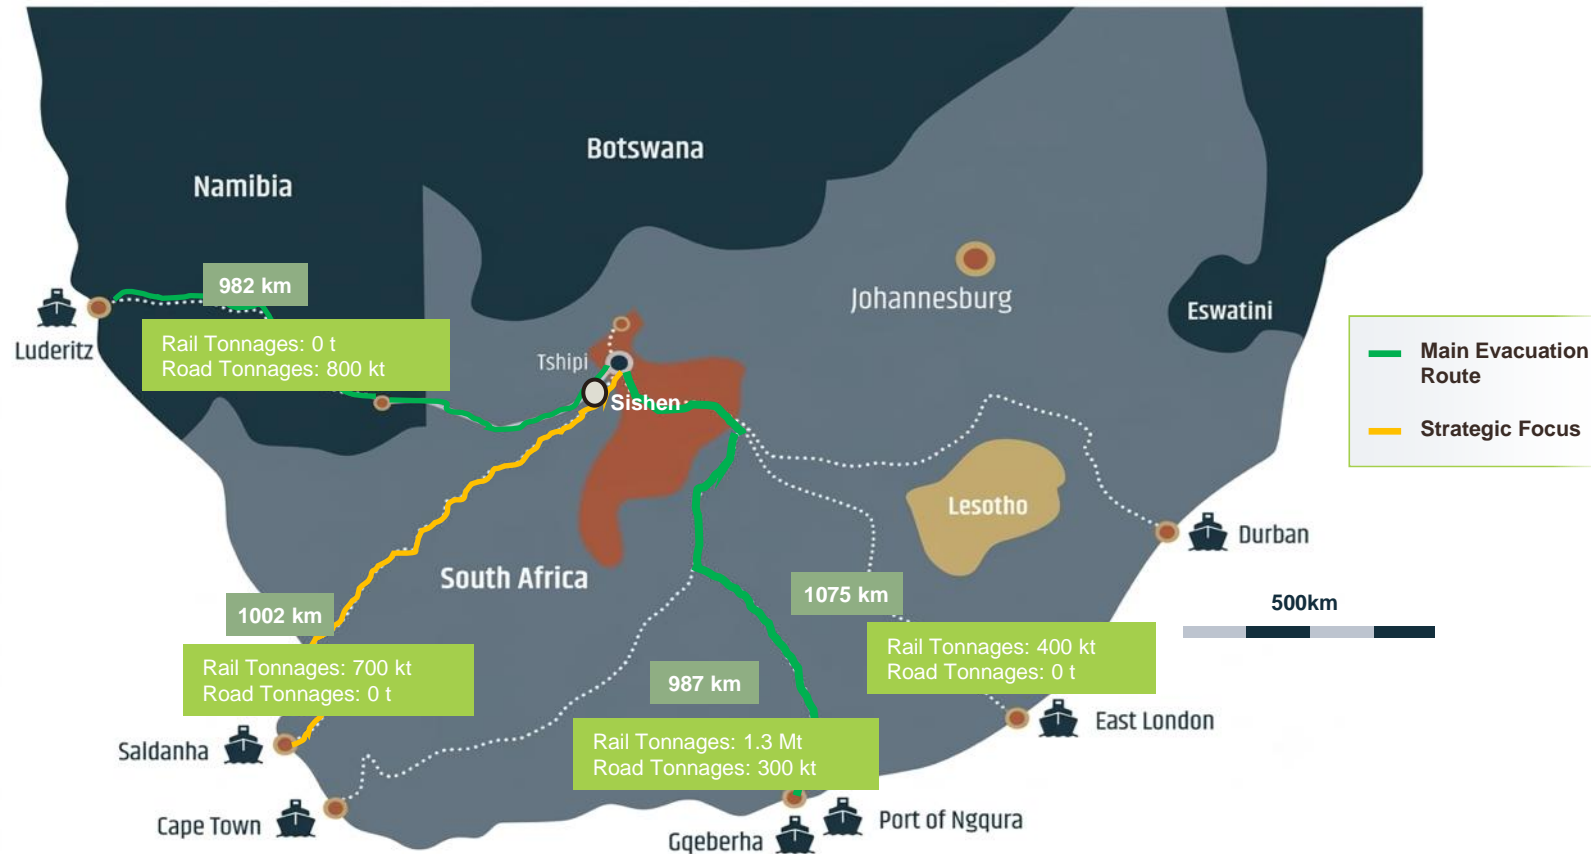 Botswana
Namibia
982 km
Johannesburg
Eswatini
Luderitz
Rail Tonnages: 0 t
Road Tonnages: 800 kt
Tshipi
Sishen
Main Evacuation
Route
Strategic Focus
Lesotho
Durban
South Africa
1002 km
1075 km
500km
Rail Tonnages: 700 kt
Road Tonnages: 0 t
987 km
Rail Tonnages: 400 kt
Road Tonnages: 0 t
East London
Saldanha
Rail Tonnages: 1.3 Mt
Road Tonnages: 300 kt
Cape Town
Port of Ngqura
Gqeberha